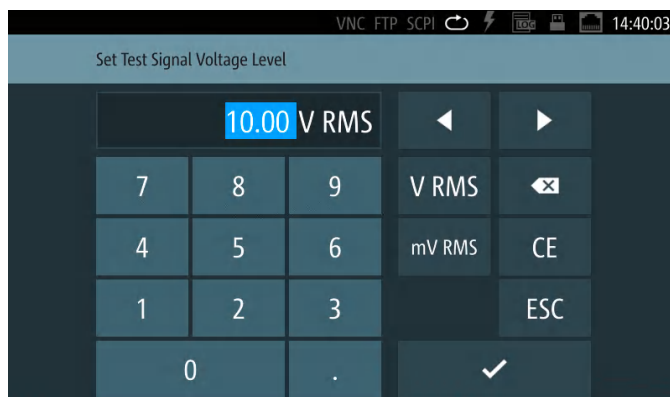 VNC FTP SCPI LOG 14:40:03
Set Test Signal Voltage Level
10.00 V RMS
7 8 9 V RMS
4 5 6 mV RMS CE
1 2 3 ESC
0 .